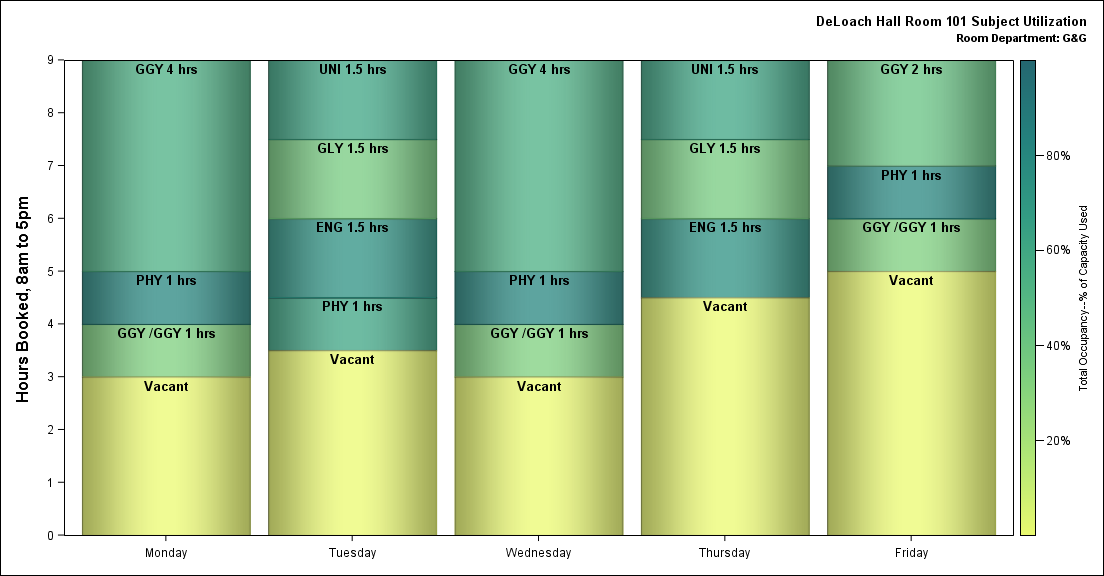 DeLoach Hall Room 101 Subject Utilization
Room Department: G&G
Hours Booked, 8am to 5pm
9
8
7
6
5
4
3
2
1
0
GGY 4 hrs
PHY 1 hrs
GGY /GGY 1 hrs
Vacant
Monday
UNI 1.5 hrs
GLY 1.5 hrs
ENG 1.5 hrs
PHY 1 hrs
Vacant
Tuesday
GGY 4 hrs
PHY 1 hrs
GGY /GGY 1 hrs
Vacant
Wednesday
UNI 1.5 hrs
GLY 1.5 hrs
ENG 1.5 hrs
Vacant
Thursday
GGY 2 hrs
PHY 1 hrs
GGY /GGY 1 hrs
Vacant
Friday
80%
60%
40%
20%
Total Occupancy--% of Capacity Used